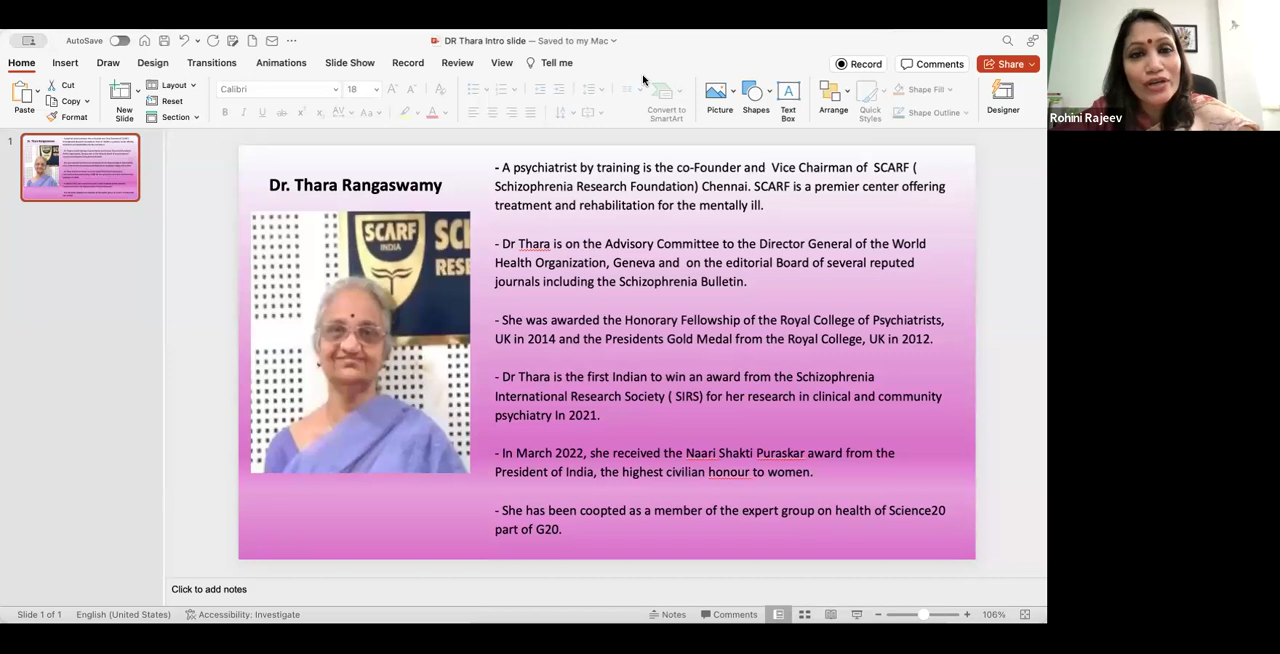 AutoSave
DR Thara Intro slide — Saved to my Mac
Home Insert Draw Design Transitions Animations Slide Show Record Review View Tell me
Record Comments Share
Paste
Cut
Copy
Format
New Slide
Layout
Reset
Section
Calibri 18
Convert to SmartArt
Picture
Shapes
Text Box
Arrange
Quick Styles
Shape Fill
Shape Outline
Designer
Rohini Rajeev
1
Dr. Thara Rangaswamy
SCARF
INDIA
SC
RESE
- A psychiatrist by training is the co-Founder and Vice Chairman of SCARF (
Schizophrenia Research Foundation) Chennai. SCARF is a premier center offering
treatment and rehabilitation for the mentally ill.
- Dr Thara is on the Advisory Committee to the Director General of the World
Health Organization, Geneva and on the editorial Board of several reputed
journals including the Schizophrenia Bulletin.
- She was awarded the Honorary Fellowship of the Royal College of Psychiatrists,
UK in 2014 and the Presidents Gold Medal from the Royal College, UK in 2012.
- Dr Thara is the first Indian to win an award from the Schizophrenia
International Research Society ( SIRS) for her research in clinical and community
psychiatry In 2021.
- In March 2022, she received the Naari Shakti Puraskar award from the
President of India, the highest civilian honour to women.
- She has been coopted as a member of the expert group on health of Science20
part of G20.
Click to add notes
Slide 1 of 1 English (United States) Accessibility: Investigate Notes Comments 106%